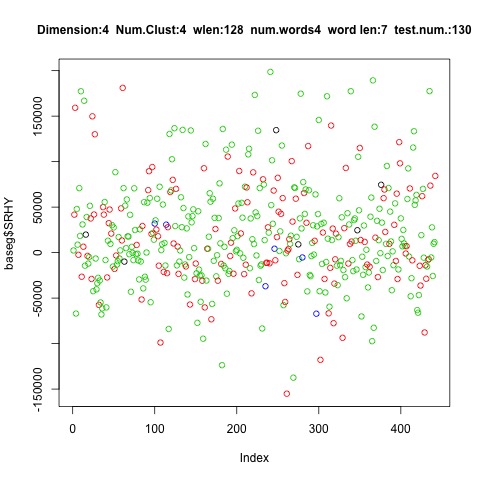 Dimension:4 Num.Clust:4 wlen:128 num.words4 word len:7 test.num.:130
150000
50000
0
-50000
-150000
baseg$SRHY
0 100 200 300 400
Index